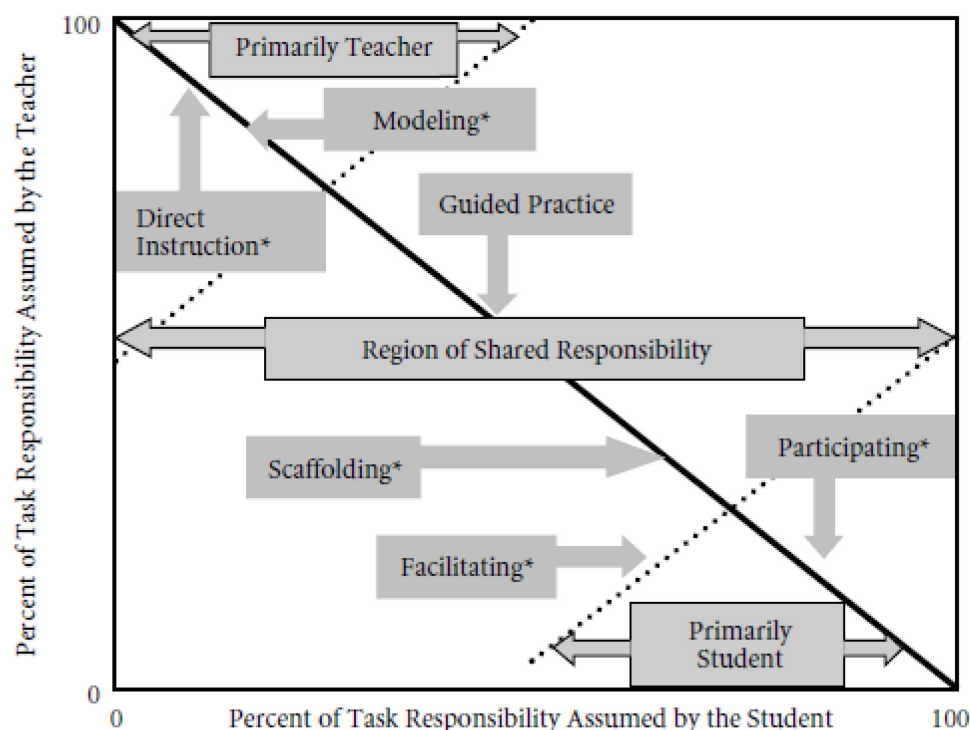 Percent of Task Responsibility Assumed by the Teacher
100
Primarily Teacher
Modeling*
Guided Practice
Direct
Instruction*
Region of Shared Responsibility
Participating*
Scaffolding*
Facilitating*
Primarily
Student
0
0
Percent of Task Responsibility Assumed by the Student
100